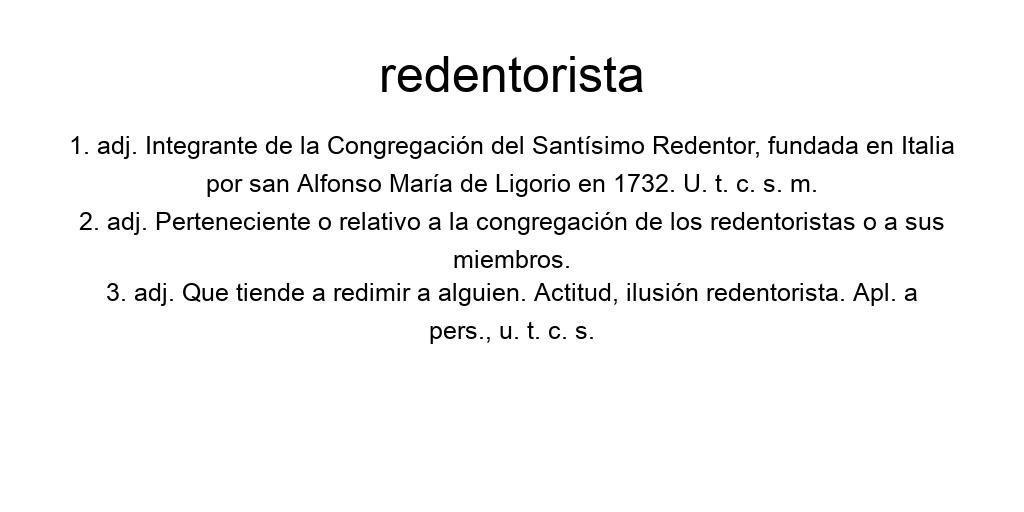 redentorista
1. adj. Integrante de la Congregación del Santísimo Redentor, fundada en Italia
por san Alfonso María de Ligorio en 1732. U. t. c. s. m.
2. adj. Perteneciente o relativo a la congregación de los redentoristas o a sus
miembros.
3. adj. Que tiende a redimir a alguien. Actitud, ilusión redentorista. Apl. a
pers., u. t. c. s.